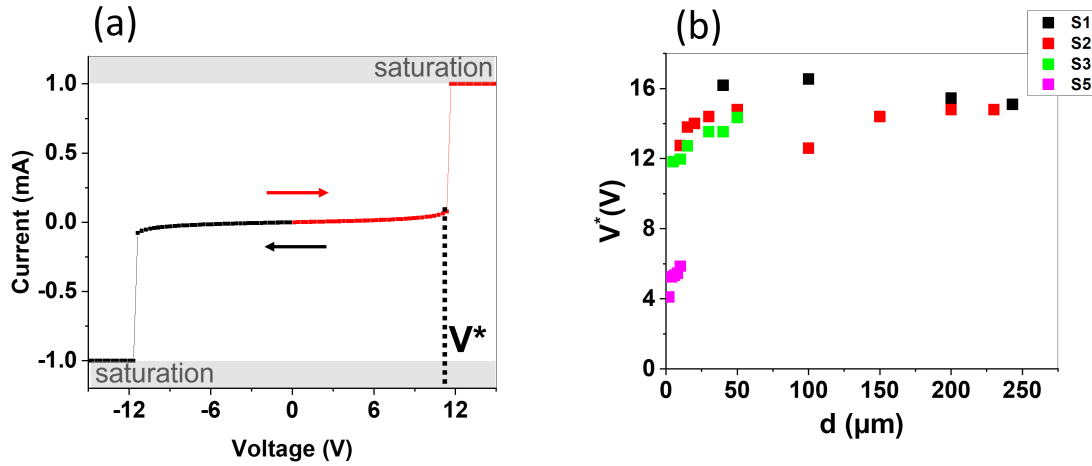 (a)
saturation
1.0
0.5
0.0
-0.5
-1.0
Current (mA)
V*
saturation
-12
-6
0
6
12
Voltage (V)
(b)
S1
S2
S3
S5
16
12
8
4
0
V*(V)
0
50
100
150
200
250
d (µm)